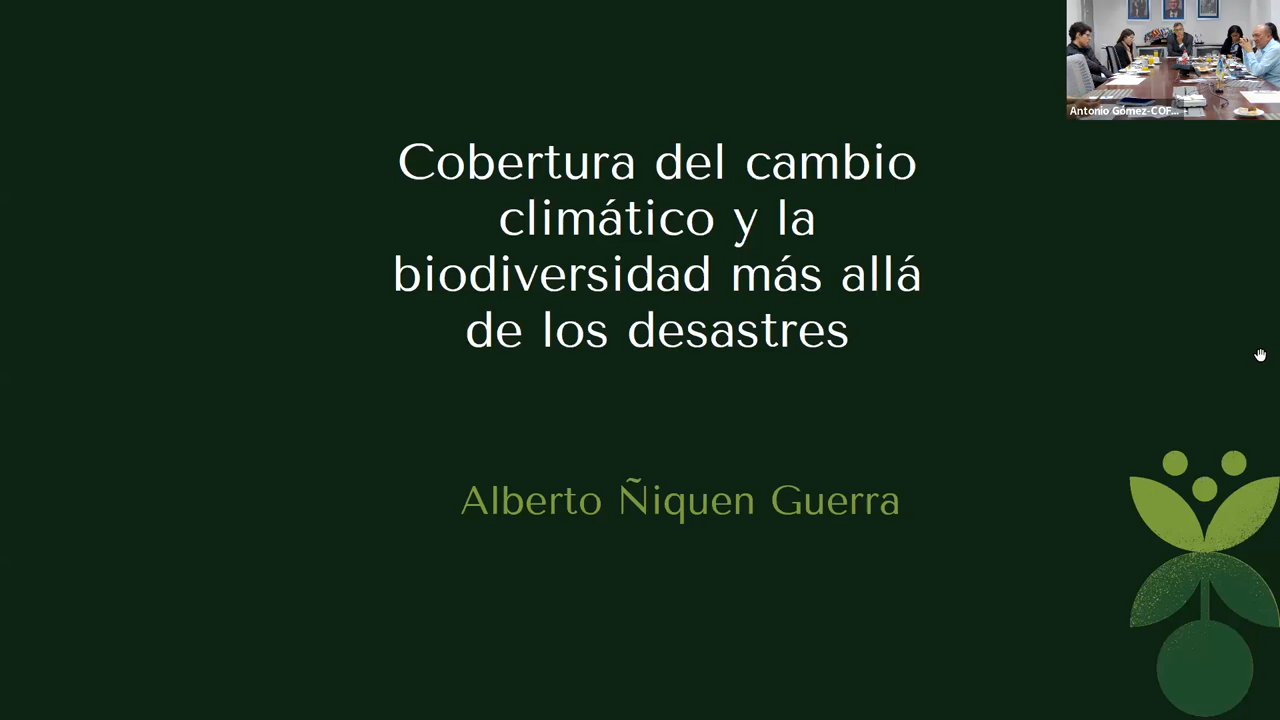 Antonio Gómez-COF...
Cobertura del cambio
climático y la
biodiversidad más allá
de los desastres
Alberto Ñiquen Guerra